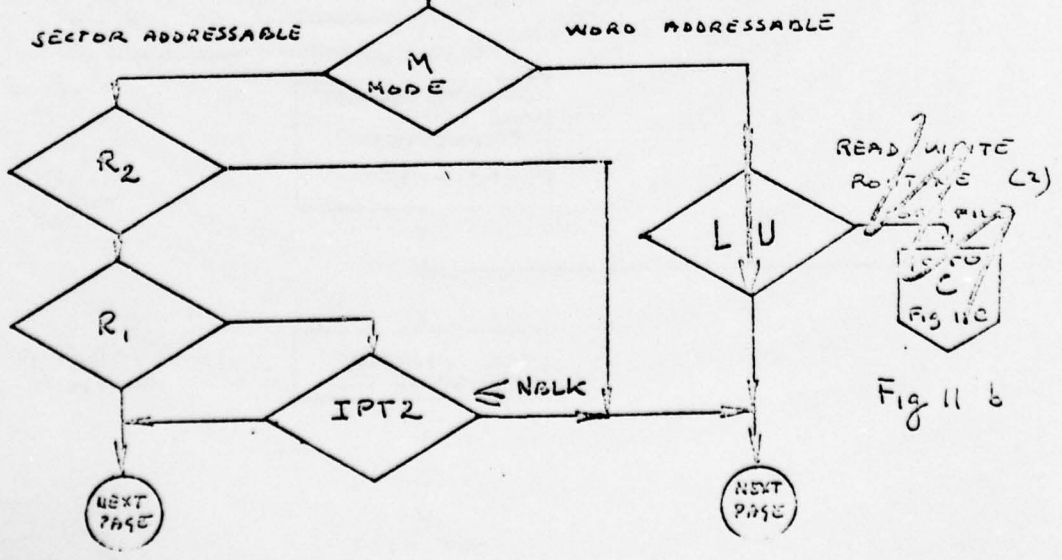 SECTOR ADDRESSABLE
WORD ADDRESSABLE
M
MODE
R2
READ WRITE
(2)
L U
R1
Fig 11C
IPT2
≤ NBLK
Fig 11 b
NEXT
PAGE
NEXT
PAGE